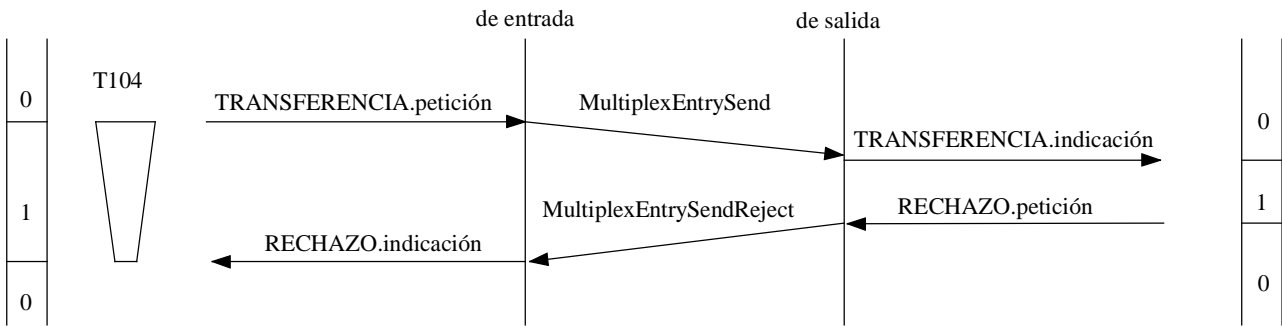 de entrada
de salida
T104
0
TRANSFERENCIA.petición
MultiplexEntrySend
0
TRANSFERENCIA.indicación
1
MultiplexEntrySendReject
RECHAZO.petición
1
RECHAZO.indicación
0
0